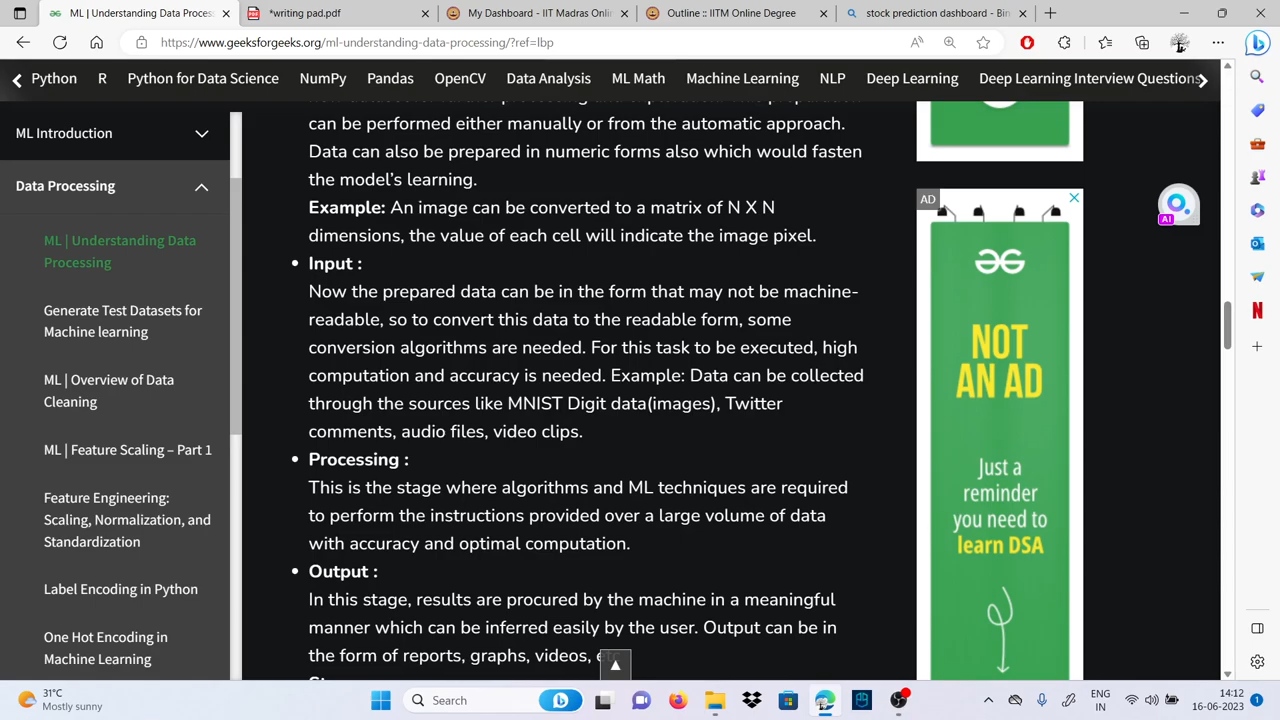 ML | Understanding Data Process
*writing pad.pdf
My Dashboard - IIT Madras Onlin
Outline :: IITM Online Degree
stock prediction dashboard - Bin
https://www.geeksforgeeks.org/ml-understanding-data-processing/?ref=lbp
Python
R
Python for Data Science
NumPy
Pandas
OpenCV
Data Analysis
ML Math
Machine Learning
NLP
Deep Learning
Deep Learning Interview Questions
ML Introduction
Data Processing
ML | Understanding Data
Processing
Generate Test Datasets for
Machine learning
ML | Overview of Data
Cleaning
ML | Feature Scaling – Part 1
Feature Engineering:
Scaling, Normalization, and
Standardization
Label Encoding in Python
One Hot Encoding in
Machine Learning
can be performed either manually or from the automatic approach.
Data can also be prepared in numeric forms also which would fasten
the model's learning.
Example: An image can be converted to a matrix of N X N
dimensions, the value of each cell will indicate the image pixel.
Input :
Now the prepared data can be in the form that may not be machine-
readable, so to convert this data to the readable form, some
conversion algorithms are needed. For this task to be executed, high
computation and accuracy is needed. Example: Data can be collected
through the sources like MNIST Digit data(images), Twitter
comments, audio files, video clips.
Processing :
This is the stage where algorithms and ML techniques are required
to perform the instructions provided over a large volume of data
with accuracy and optimal computation.
Output :
In this stage, results are procured by the machine in a meaningful
manner which can be inferred easily by the user. Output can be in
the form of reports, graphs, videos,
AD
NOT
AN AD
Just a
reminder
you need to
learn DSA
AI
31°C
Mostly sunny
Search
ENG
IN
14:12
16-06-2023
1